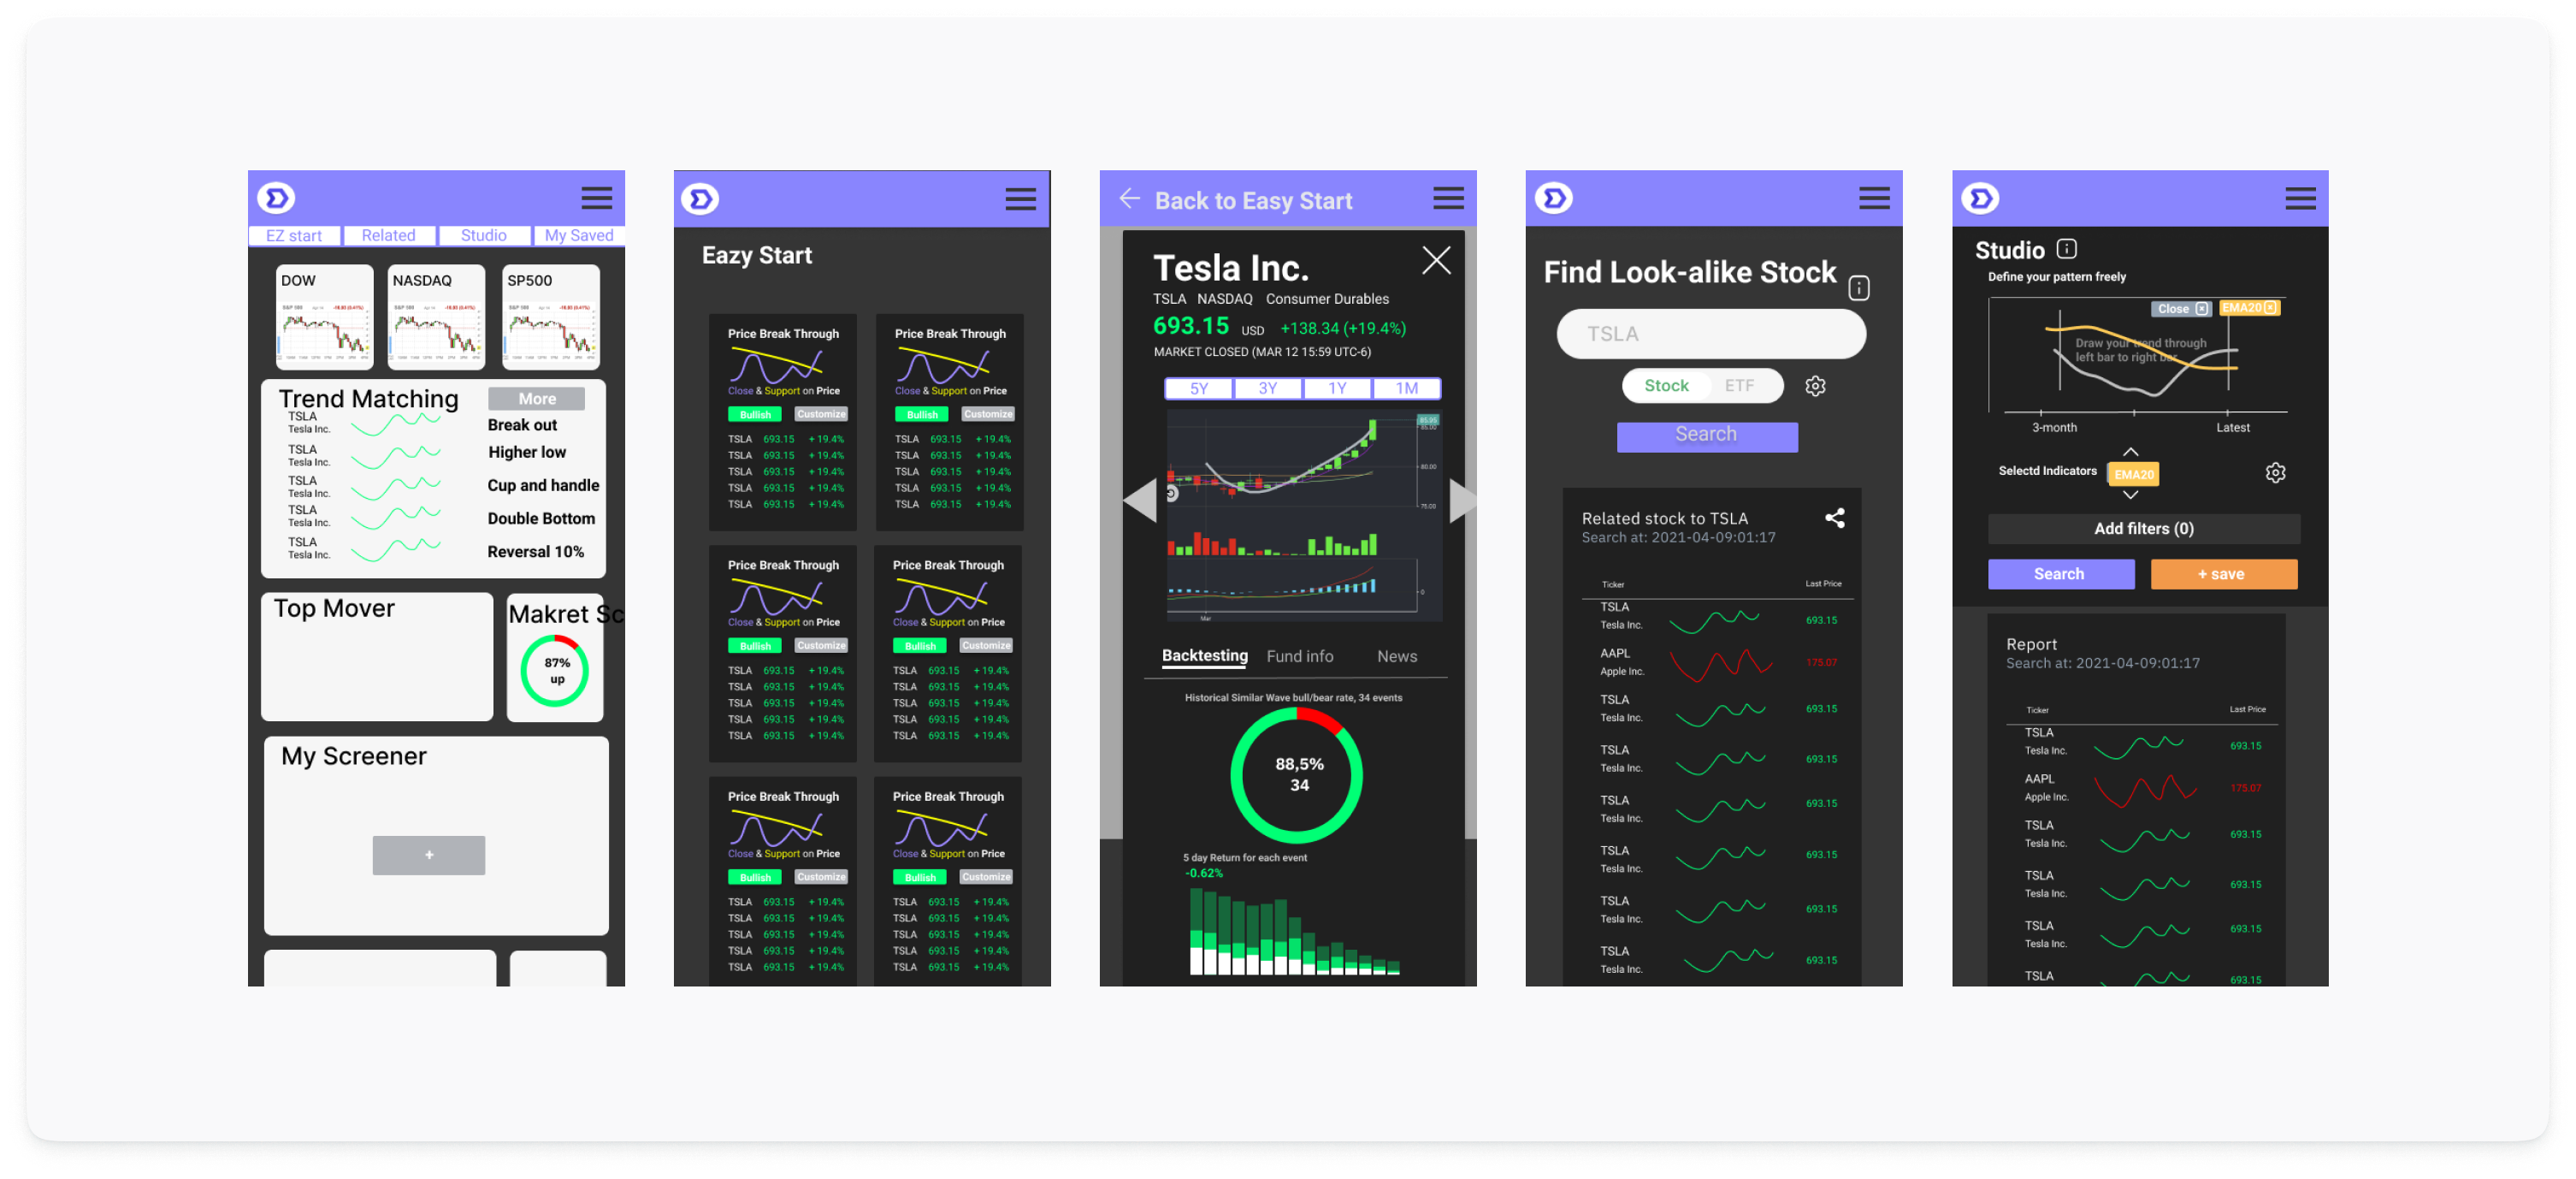 EZ start Related Studio My Saved
DOW NASDAQ SP500
Trend Matching More
TSLA
Tesla Inc. Break out
TSLA
Tesla Inc. Higher low
TSLA
Tesla Inc. Cup and handle
TSLA
Tesla Inc. Double Bottom
TSLA
Tesla Inc. Reversal 10%
Top Mover Makret Sc
87%
up
My Screener
+
Eazy Start
Price Break Through
Close & Support on Price
Bullish Customize
TSLA 693.15 + 19.4%
TSLA 693.15 + 19.4%
TSLA 693.15 + 19.4%
TSLA 693.15 + 19.4%
TSLA 693.15 + 19.4%
Price Break Through
Close & Support on Price
Bullish Customize
TSLA 693.15 + 19.4%
TSLA 693.15 + 19.4%
TSLA 693.15 + 19.4%
TSLA 693.15 + 19.4%
TSLA 693.15 + 19.4%
Price Break Through
Close & Support on Price
Bullish Customize
TSLA 693.15 + 19.4%
TSLA 693.15 + 19.4%
TSLA 693.15 + 19.4%
TSLA 693.15 + 19.4%
TSLA 693.15 + 19.4%
Price Break Through
Close & Support on Price
Bullish Customize
TSLA 693.15 + 19.4%
TSLA 693.15 + 19.4%
TSLA 693.15 + 19.4%
TSLA 693.15 + 19.4%
TSLA 693.15 + 19.4%
Price Break Through
Close & Support on Price
Bullish Customize
TSLA 693.15 + 19.4%
TSLA 693.15 + 19.4%
TSLA 693.15 + 19.4%
TSLA 693.15 + 19.4%
TSLA 693.15 + 19.4%
Price Break Through
Close & Support on Price
Bullish Customize
TSLA 693.15 + 19.4%
TSLA 693.15 + 19.4%
TSLA 693.15 + 19.4%
TSLA 693.15 + 19.4%
TSLA 693.15 + 19.4%
Back to Easy Start
Tesla Inc.
TSLA NASDAQ Consumer Durables
693.15 USD +138.34 (+19.4%)
MARKET CLOSED (MAR 12 15:59 UTC-6)
5Y 3Y 1Y 1M
85.00
80.00
75.00
0
Mar
Backtesting Fund info News
Historical Similar Wave bull/bear rate, 34 events
88,5%
34
5 day Return for each event
-0.62%
Find Look-alike Stock
TSLA
Stock ETF
Search
Related stock to TSLA
Search at: 2021-04-09:01:17
Ticker Last Price
TSLA
Tesla Inc. 693.15
AAPL
Apple Inc. 175.07
TSLA
Tesla Inc. 693.15
TSLA
Tesla Inc. 693.15
TSLA
Tesla Inc. 693.15
TSLA
Tesla Inc. 693.15
TSLA
Tesla Inc. 693.15
TSLA
Tesla Inc. 693.15
Studio
Define your pattern freely
Close EMA20
Draw your trend through
left bar to right bar
3-month Latest
Selectd Indicators EMA20
Add filters (0)
Search + save
Report
Search at: 2021-04-09:01:17
Ticker Last Price
TSLA
Tesla Inc. 693.15
AAPL
Apple Inc. 175.07
TSLA
Tesla Inc. 693.15
TSLA
Tesla Inc. 693.15
TSLA
Tesla Inc. 693.15
TSLA 693.15